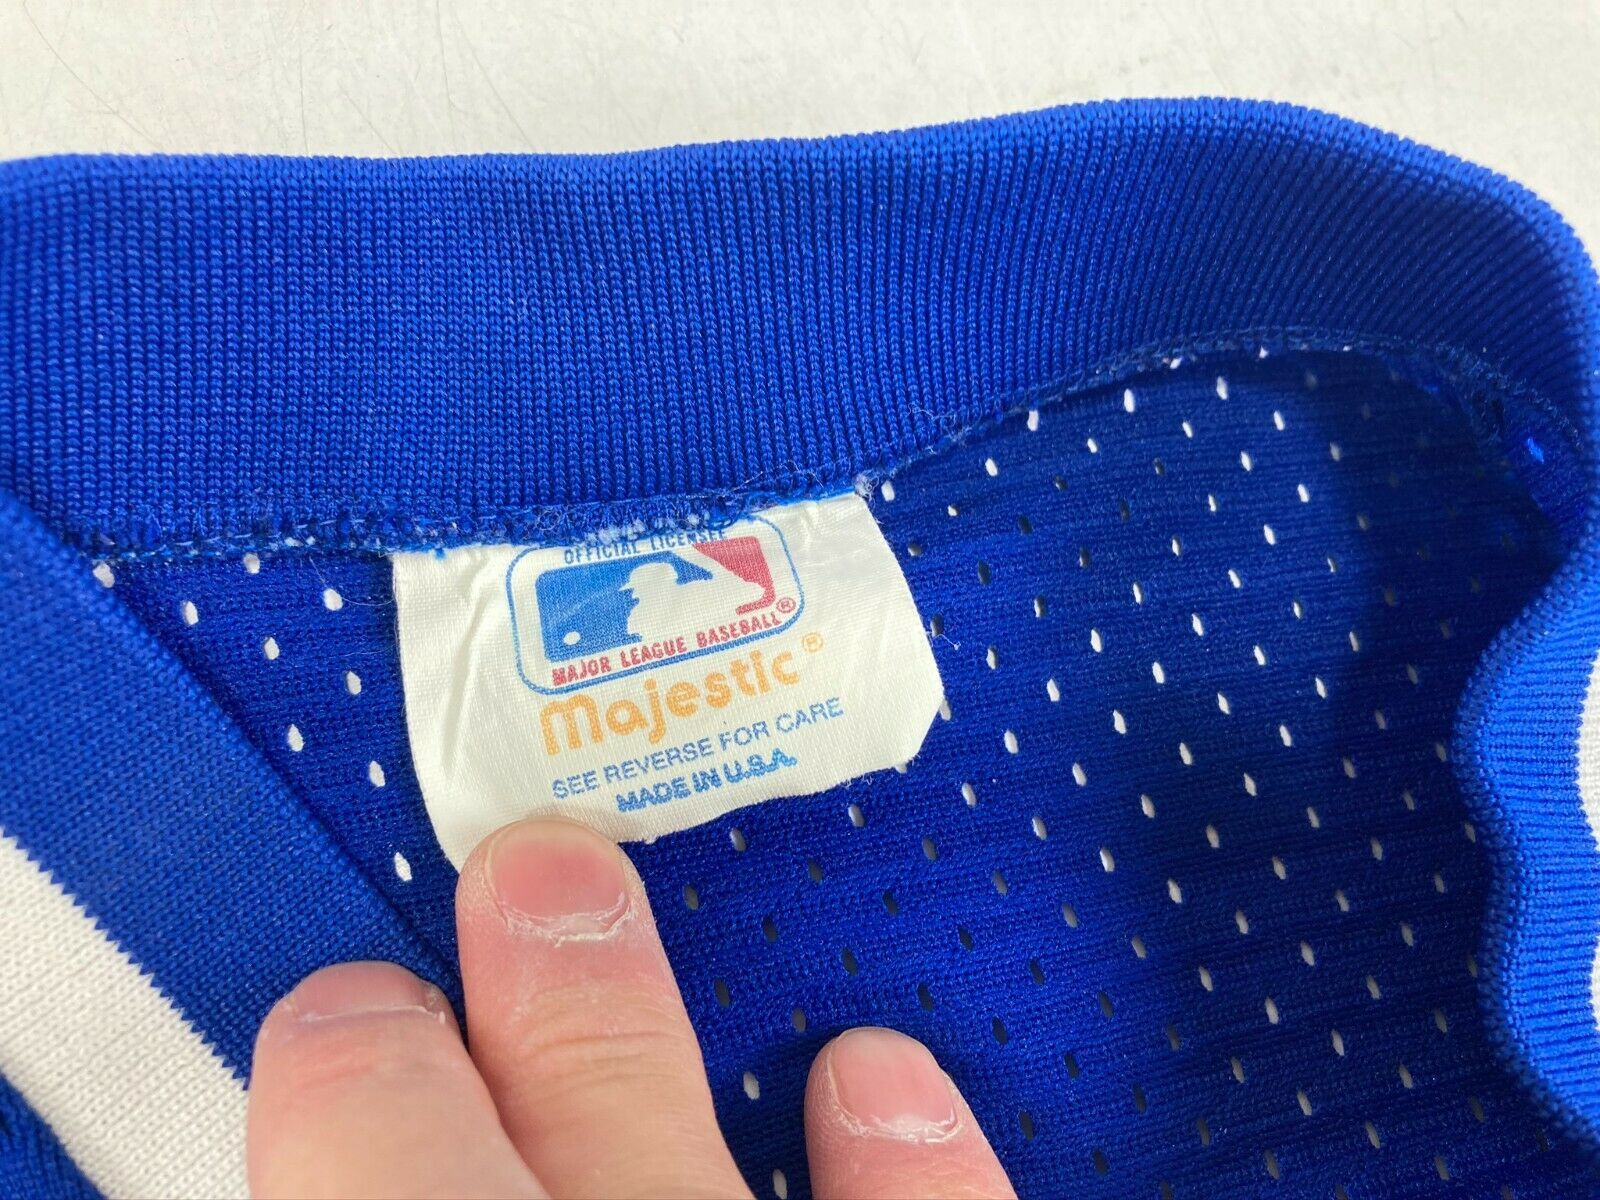 OFFICIAL LICENSEE
MAJOR LEAGUE BASEBALL®
Majestic®
SEE REVERSE FOR CARE
MADE IN U.S.A.